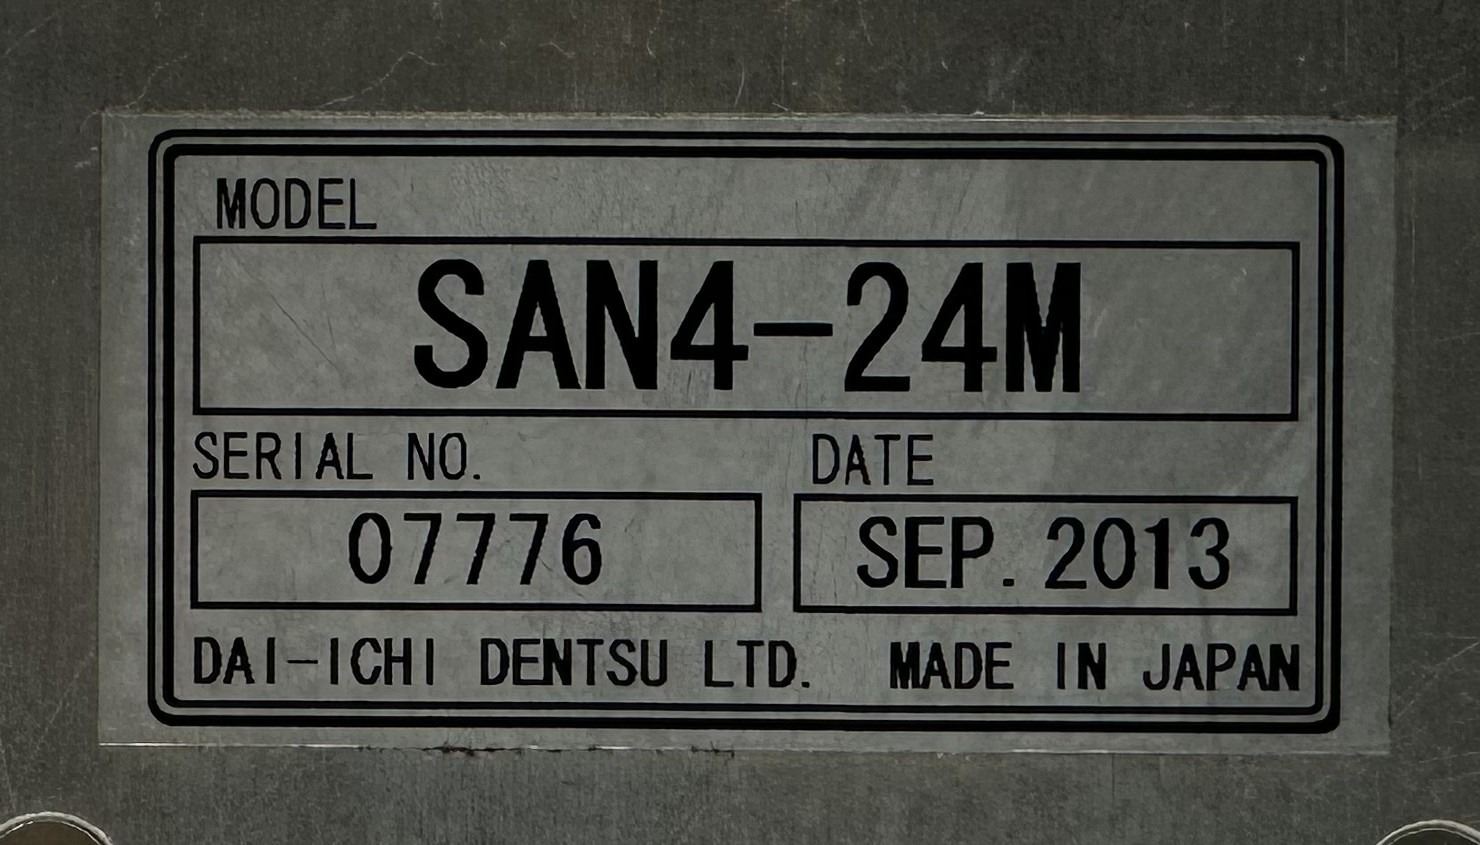 MODEL
SAN4-24M
SERIAL NO. DATE
07776 SEP. 2013
DAI-ICHI DENTSU LTD. MADE IN JAPAN